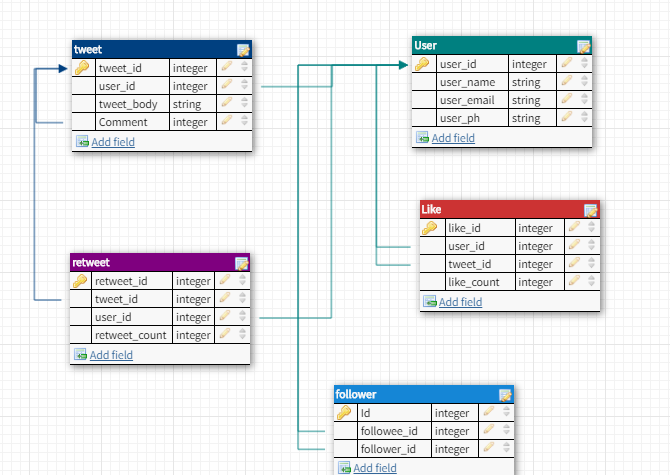 tweet
tweet_id integer
user_id integer
tweet_body string
Comment integer
Add field
User
user_id integer
user_name string
user_email string
user_ph string
Add field
Like
like_id integer
user_id integer
tweet_id integer
like_count integer
Add field
retweet
retweet_id integer
tweet_id integer
user_id integer
retweet_count integer
Add field
follower
Id integer
followee_id integer
follower_id integer
Add field